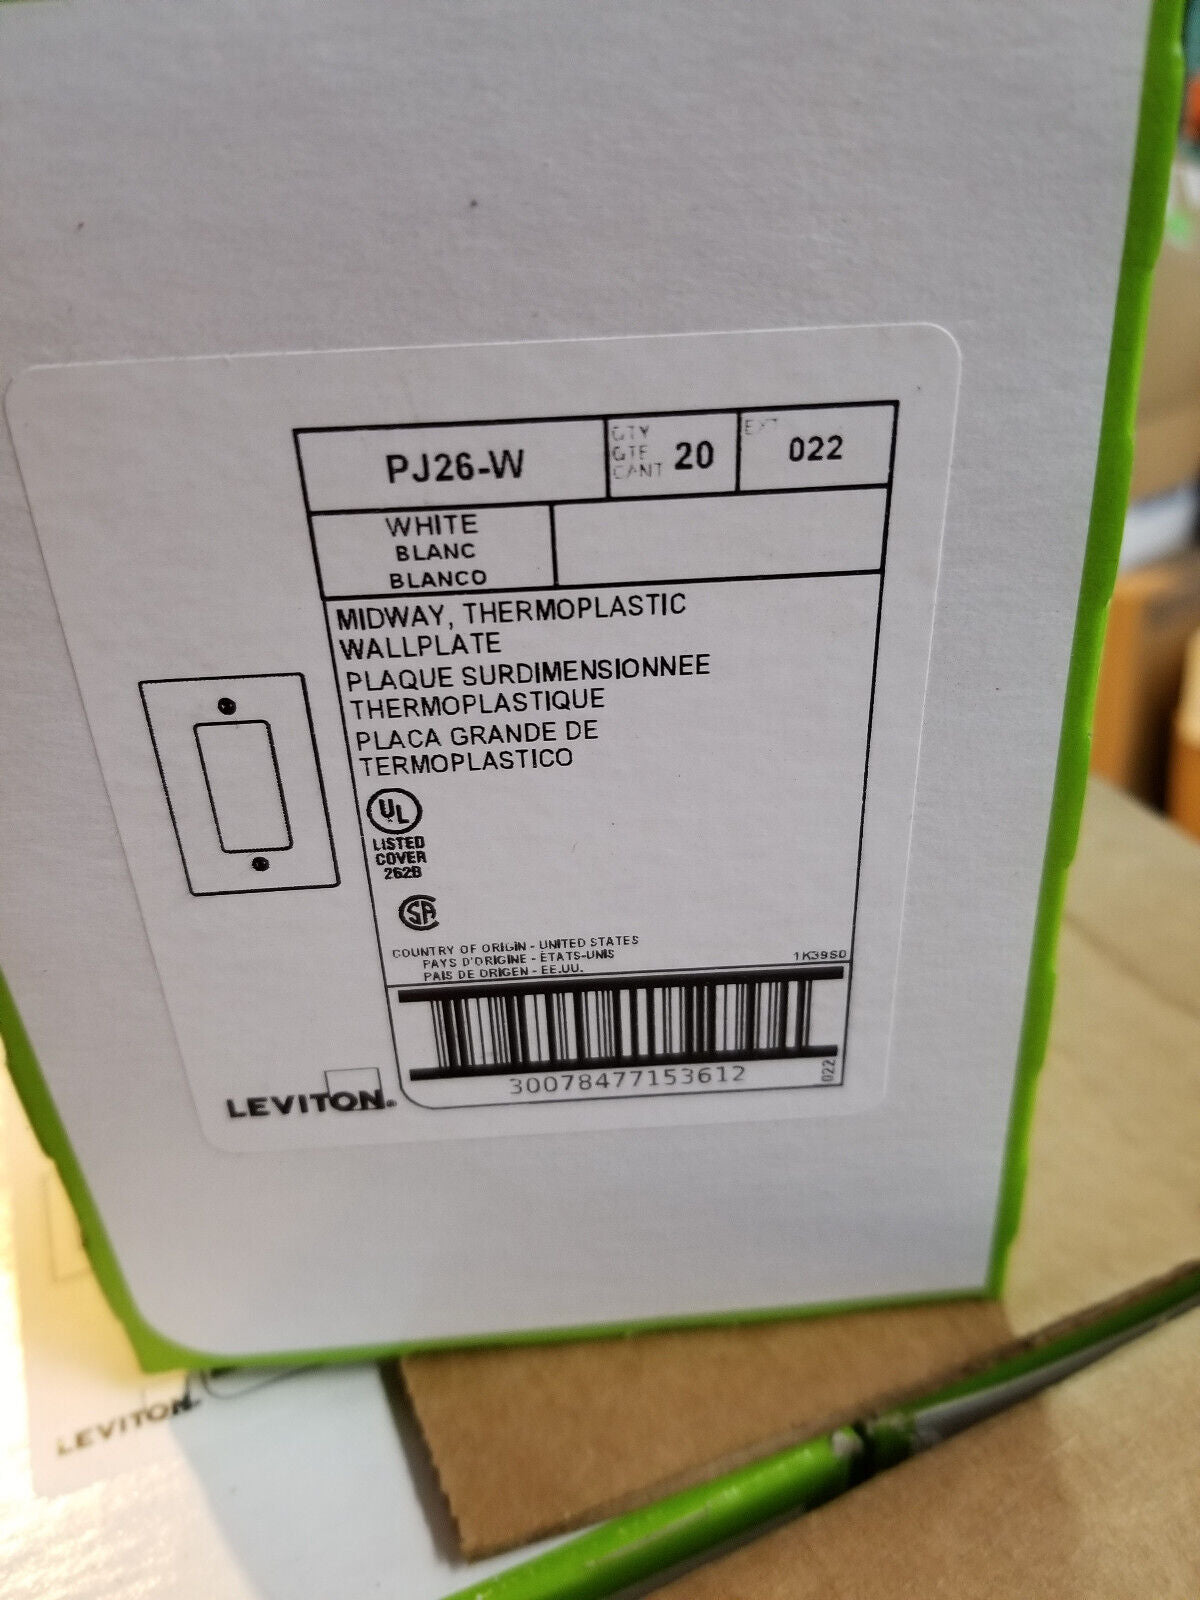 PJ26-W
QTY
QTE
CANT
20
EXT
022
WHITE
BLANC
BLANCO
MIDWAY, THERMOPLASTIC
WALLPLATE
PLAQUE SURDIMENSIONNEE
THERMOPLASTIQUE
PLACA GRANDE DE
TERMOPLASTICO
UL
LISTED
COVER
262B
SA
COUNTRY OF ORIGIN - UNITED STATES
PAYS D'ORIGINE - ÉTATS-UNIS
PAIS DE ORIGEN - EE.UU.
1K39SD
30078477153612
022
LEVITON®
LEVITON